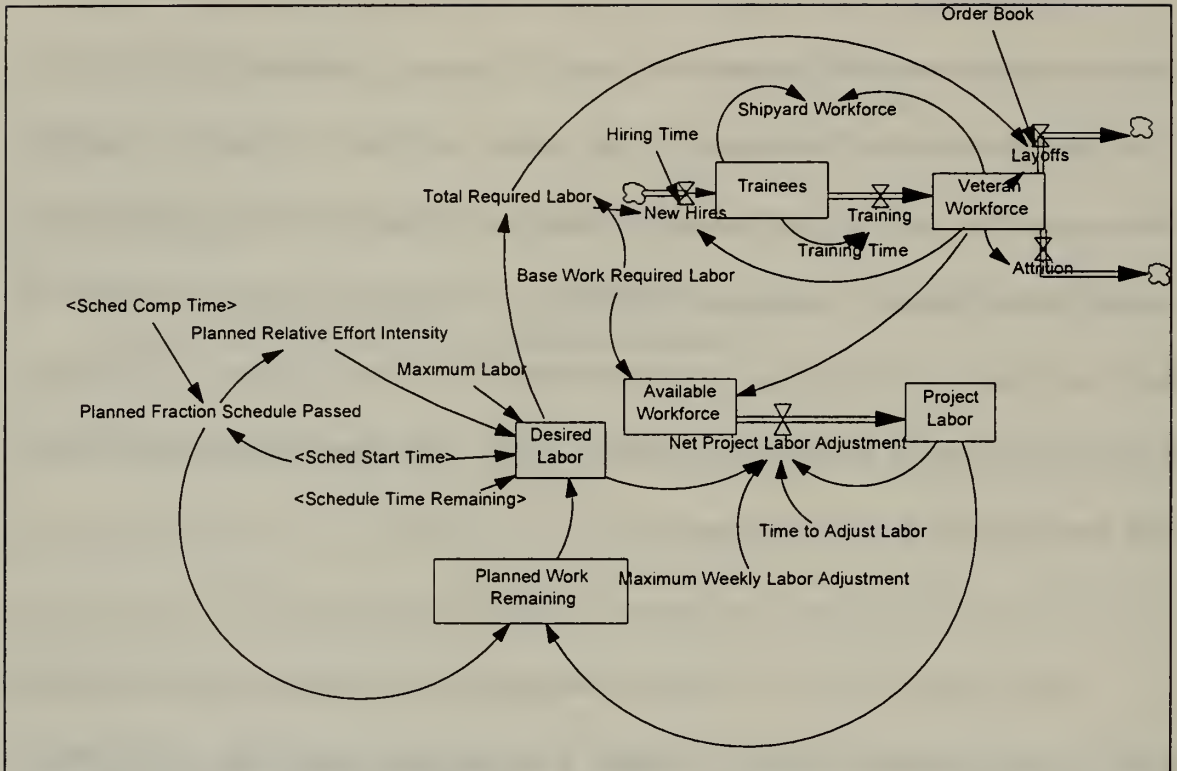 Order Book
Shipyard Workforce
Hiring Time
Layoffs
Trainees
Veteran
Workforce
Total Required Labor
New Hires
Training
Training Time
Attrition
Base Work Required Labor
<Sched Comp Time>
Planned Relative Effort Intensity
Maximum Labor
Available
Workforce
Project
Labor
Planned Fraction Schedule Passed
Desired
Labor
Net Project Labor Adjustment
<Sched Start Time>
<Schedule Time Remaining>
Time to Adjust Labor
Planned Work
Remaining
Maximum Weekly Labor Adjustment